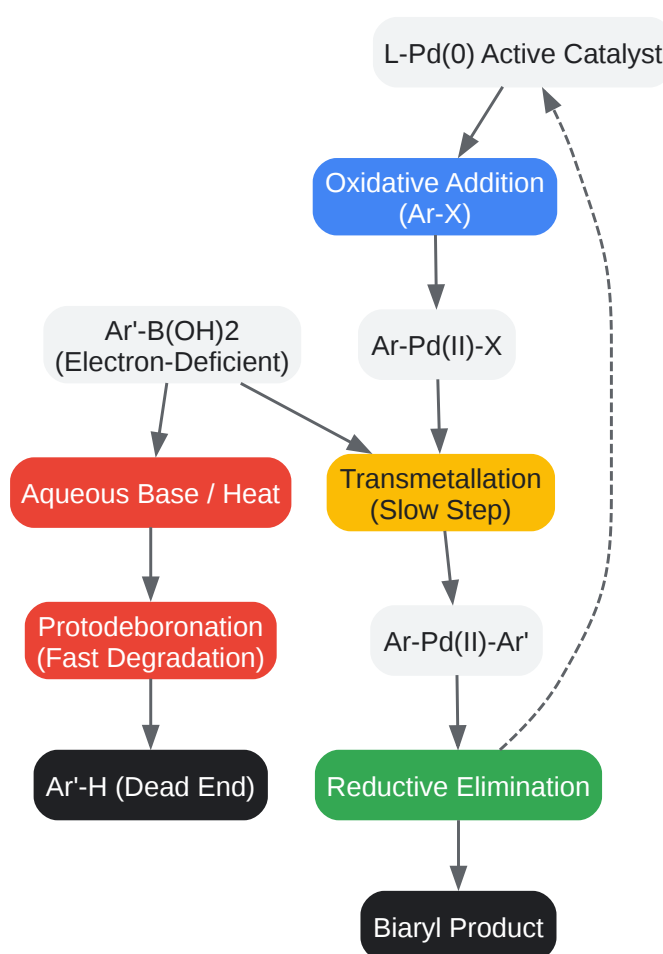 L-Pd(0) Active Catalyst
Oxidative Addition
(Ar-X)
Ar'-B(OH)2
(Electron-Deficient)
Ar-Pd(II)-X
Aqueous Base / Heat
Transmetallation
(Slow Step)
Protodeboronation
(Fast Degradation)
Ar-Pd(II)-Ar'
Ar'-H (Dead End)
Reductive Elimination
Biaryl Product